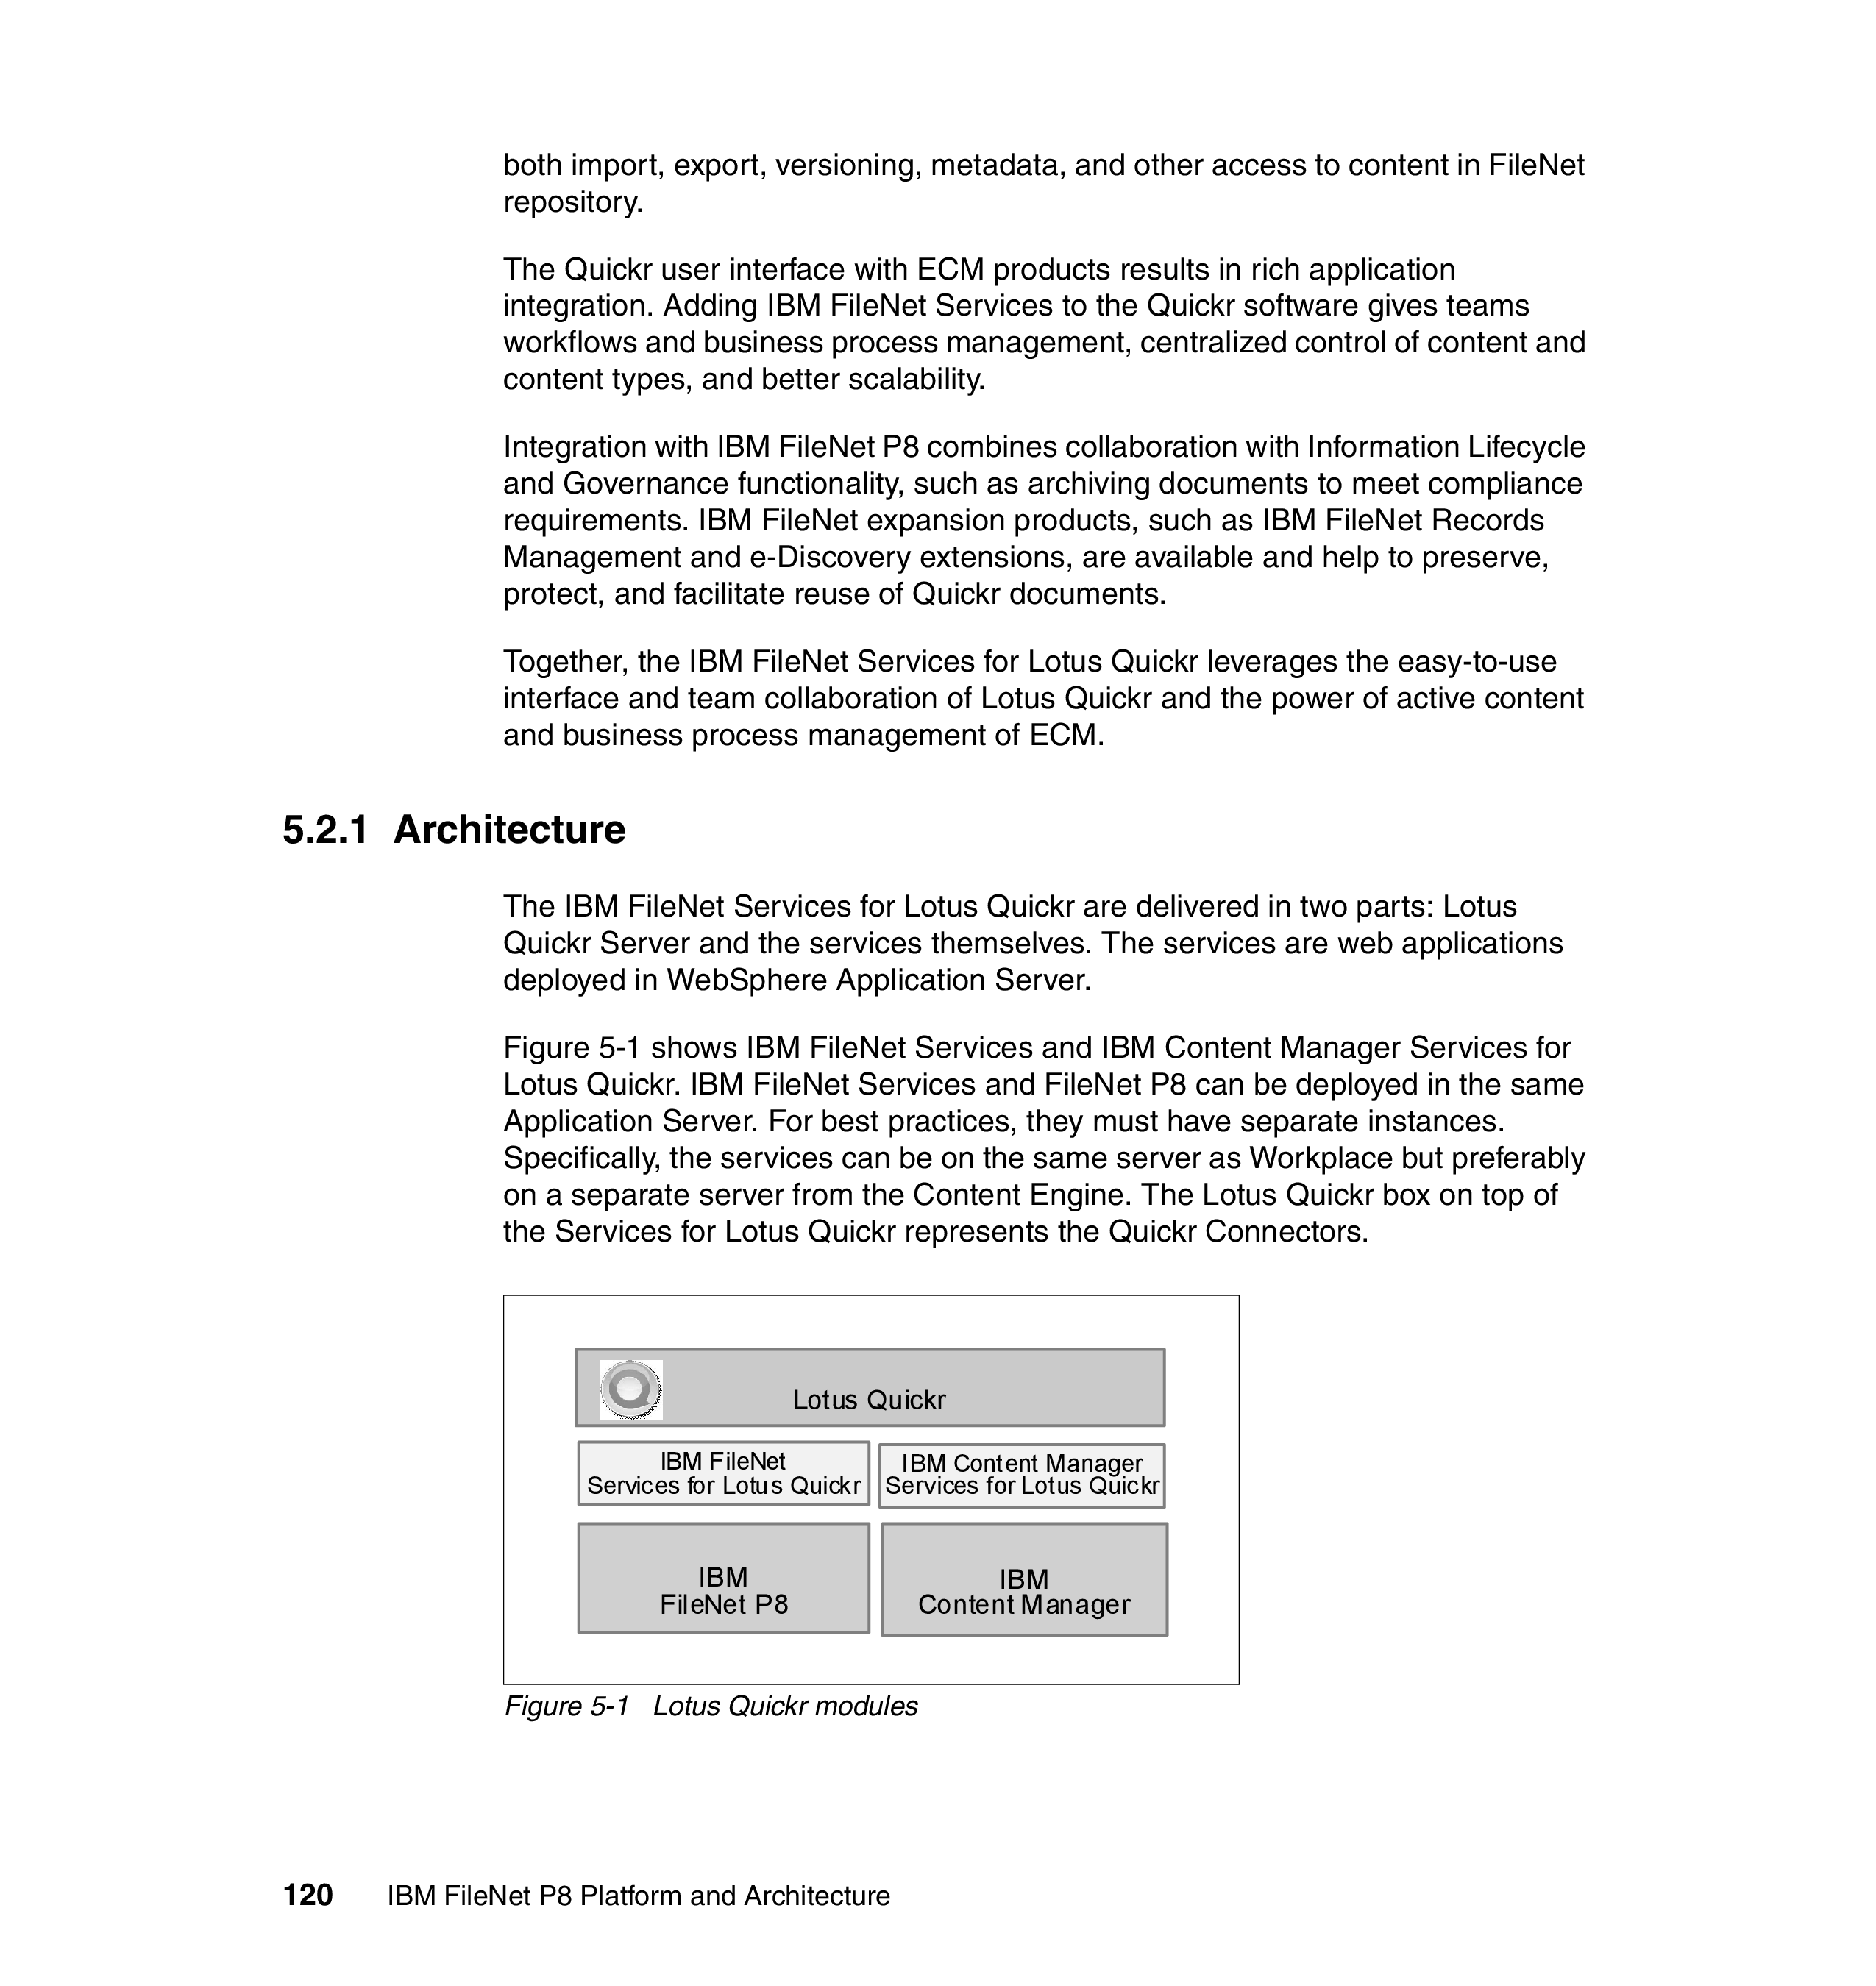 both import, export, versioning, metadata, and other access to content in FileNet
repository.
The Quickr user interface with ECM products results in rich application
integration. Adding IBM FileNet Services to the Quickr software gives teams
workflows and business process management, centralized control of content and
content types, and better scalability.
Integration with IBM FileNet P8 combines collaboration with Information Lifecycle
and Governance functionality, such as archiving documents to meet compliance
requirements. IBM FileNet expansion products, such as IBM FileNet Records
Management and e-Discovery extensions, are available and help to preserve,
protect, and facilitate reuse of Quickr documents.
Together, the IBM FileNet Services for Lotus Quickr leverages the easy-to-use
interface and team collaboration of Lotus Quickr and the power of active content
and business process management of ECM.
5.2.1 Architecture
The IBM FileNet Services for Lotus Quickr are delivered in two parts: Lotus
Quickr Server and the services themselves. The services are web applications
deployed in WebSphere Application Server.
Figure 5-1 shows IBM FileNet Services and IBM Content Manager Services for
Lotus Quickr. IBM FileNet Services and FileNet P8 can be deployed in the same
Application Server. For best practices, they must have separate instances.
Specifically, the services can be on the same server as Workplace but preferably
on a separate server from the Content Engine. The Lotus Quickr box on top of
the Services for Lotus Quickr represents the Quickr Connectors.
Lotus Quickr
IBM FileNet
Services for Lotus Quickr
IBM Content Manager
Services for Lotus Quickr
IBM
FileNet P8
IBM
Content Manager
Figure 5-1 Lotus Quickr modules
120 IBM FileNet P8 Platform and Architecture